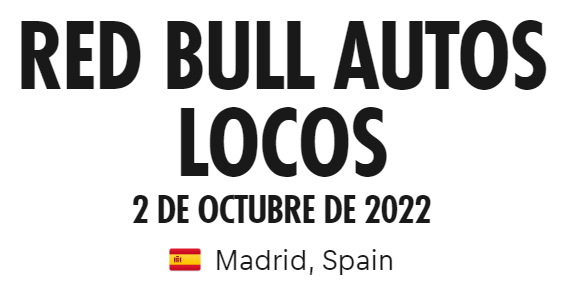 RED BULL AUTOS
LOCOS
2 DE OCTUBRE DE 2022
Madrid, Spain